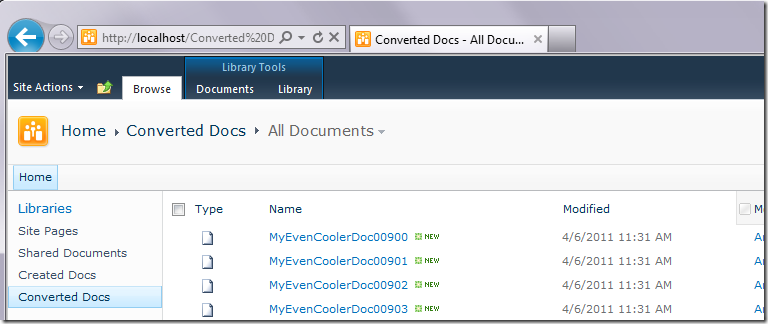 http://localhost/Converted%20D
Converted Docs - All Docu...
Library Tools
Site Actions Browse Documents Library
Home Converted Docs All Documents
Home
Libraries
Site Pages
Shared Documents
Created Docs
Converted Docs
Type Name Modified
MyEvenCoolerDoc00900 NEW 4/6/2011 11:31 AM
MyEvenCoolerDoc00901 NEW 4/6/2011 11:31 AM
MyEvenCoolerDoc00902 NEW 4/6/2011 11:31 AM
MyEvenCoolerDoc00903 NEW 4/6/2011 11:31 AM